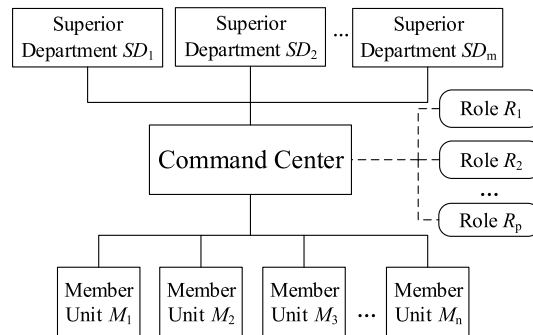 Superior
Department SD1
Superior
Department SD2
...
Superior
Department SDm
Role R1
Command Center
Role R2
...
Role Rp
Member
Unit M1
Member
Unit M2
Member
Unit M3
...
Member
Unit Mn